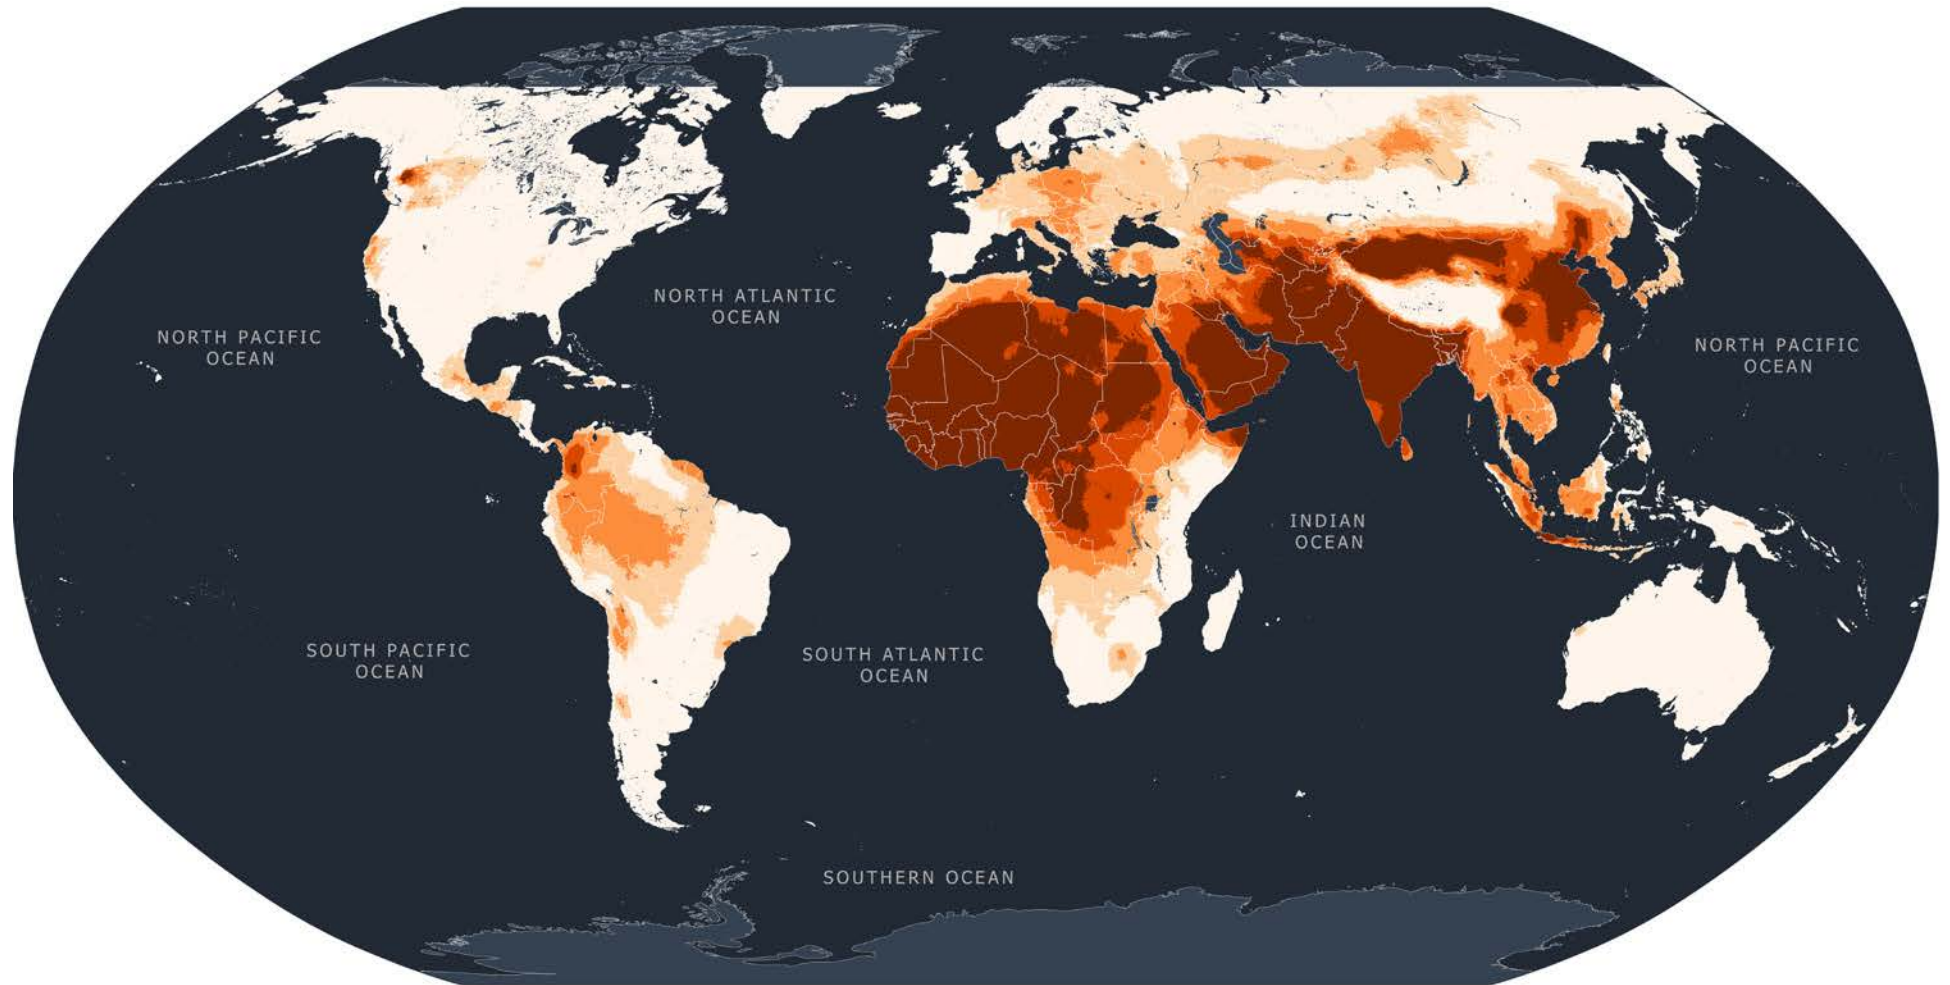 NORTH ATLANTIC
OCEAN
NORTH PACIFIC
OCEAN
NORTH PACIFIC
OCEAN
INDIAN
OCEAN
SOUTH PACIFIC
OCEAN
SOUTH ATLANTIC
OCEAN
SOUTHERN OCEAN